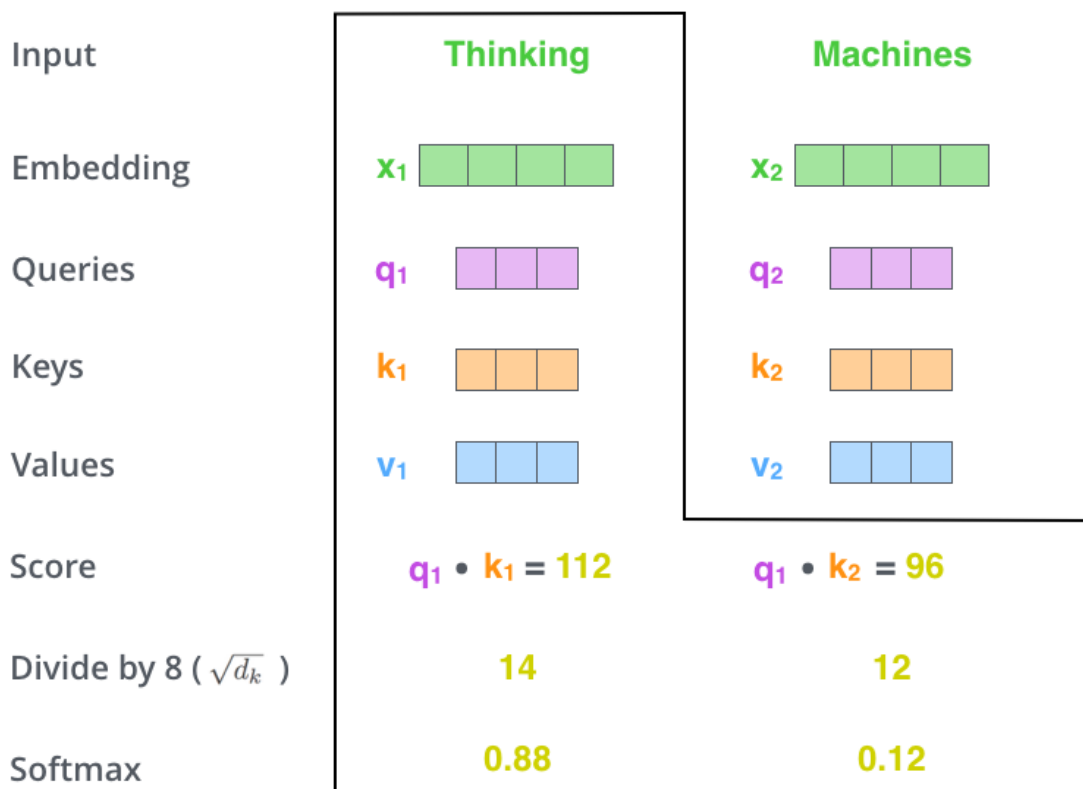 Input Thinking Machines
Embedding x₁ x₂
Queries q₁ q₂
Keys k₁ k₂
Values v₁ v₂
Score q₁ • k₁ = 112 q₁ • k₂ = 96
Divide by 8 ( √dₖ ) 14 12
Softmax 0.88 0.12